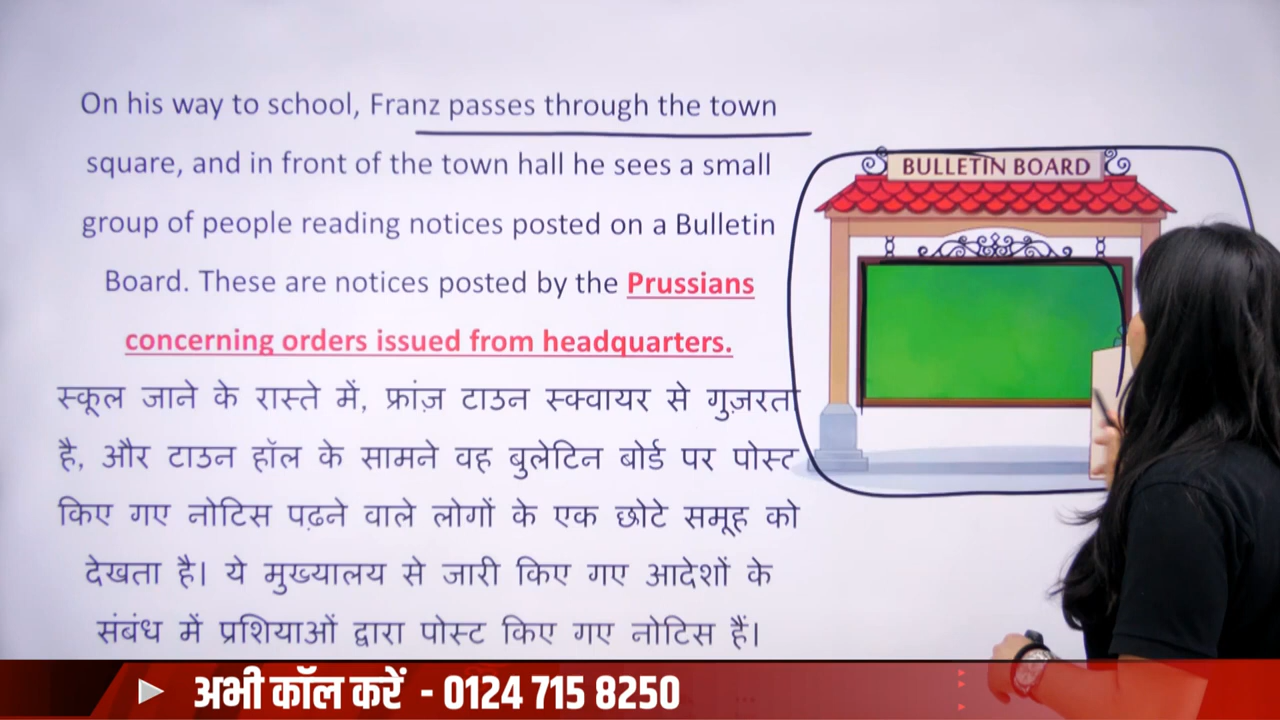 On his way to school, Franz passes through the town
square, and in front of the town hall he sees a small
group of people reading notices posted on a Bulletin
Board. These are notices posted by the Prussians
concerning orders issued from headquarters.
स्कूल जाने के रास्ते में, फ्रांज़ टाउन स्क्वायर से गुज़रता
है, और टाउन हॉल के सामने वह बुलेटिन बोर्ड पर पोस्ट
किए गए नोटिस पढ़ने वाले लोगों के एक छोटे समूह को
देखता है। ये मुख्यालय से जारी किए गए आदेशों के
संबंध में प्रशियाओं द्वारा पोस्ट किए गए नोटिस हैं।
BULLETIN BOARD
अभी कॉल करें - 0124 715 8250